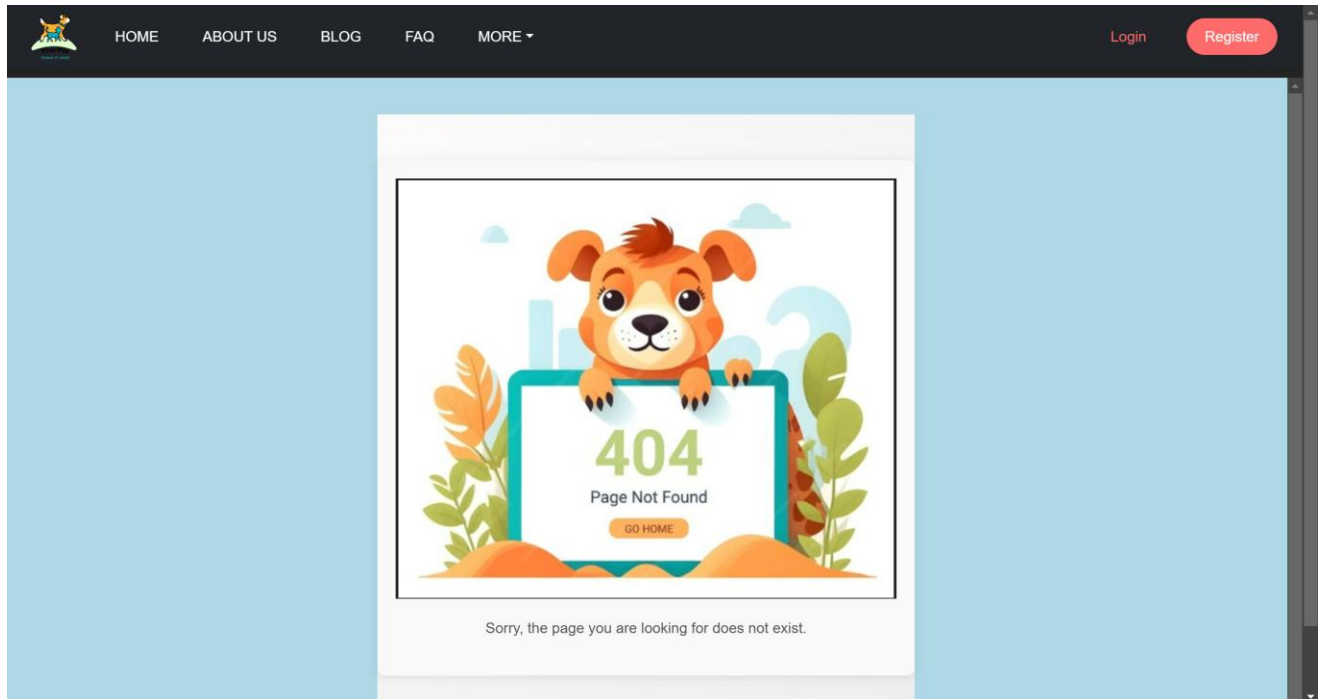 HOME ABOUT US BLOG FAQ MORE Login Register
404
Page Not Found
GO HOME
Sorry, the page you are looking for does not exist.